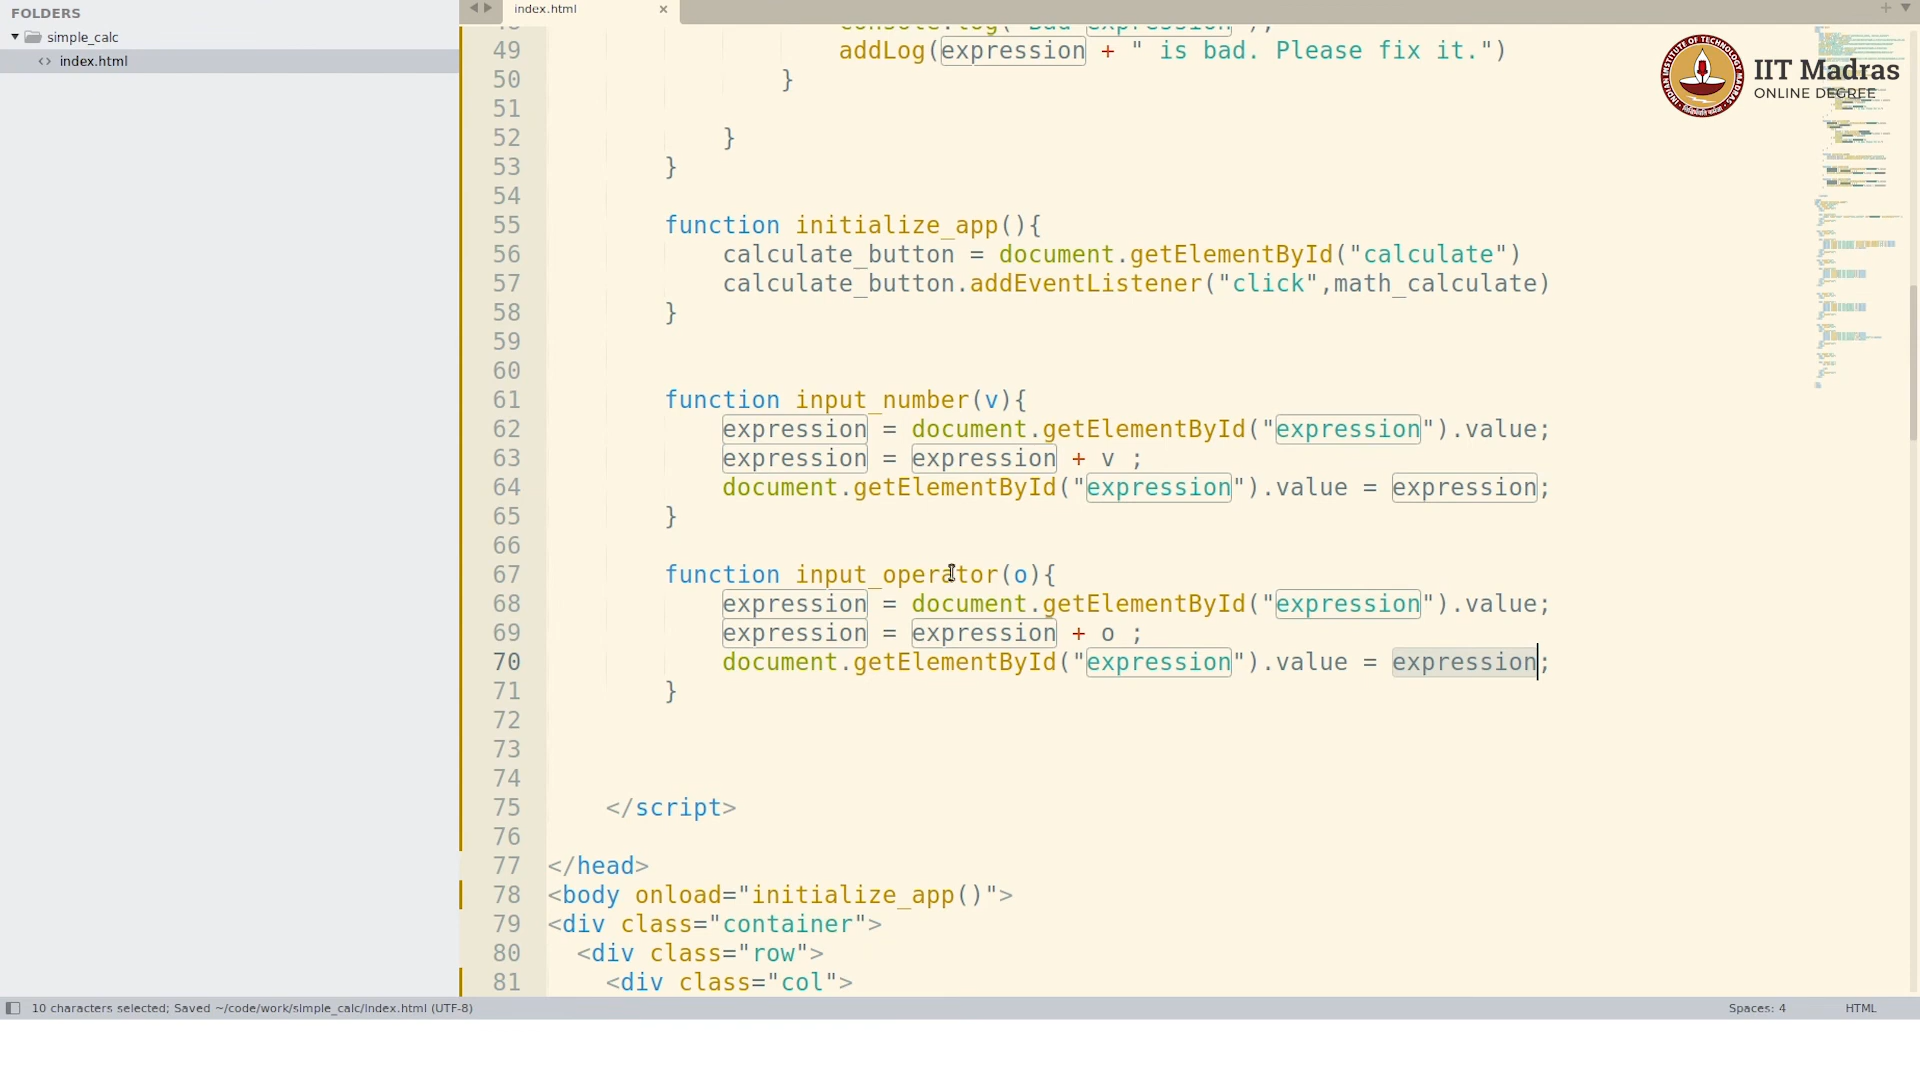 FOLDERS
simple_calc
<> index.html
index.html
49 addLog(expression + " is bad. Please fix it.")
50 }
51
52 }
53 }
54
55 function initialize_app(){
56 calculate_button = document.getElementById("calculate")
57 calculate_button.addEventListener("click",math_calculate)
58 }
59
60
61 function input_number(v){
62 expression = document.getElementById("expression").value;
63 expression = expression + v ;
64 document.getElementById("expression").value = expression;
65 }
66
67 function input_operator(o){
68 expression = document.getElementById("expression").value;
69 expression = expression + o ;
70 document.getElementById("expression").value = expression;
71 }
72
73
74
75 </script>
76
77 </head>
78 <body onload="initialize_app()">
79 <div class="container">
80 <div class="row">
81 <div class="col">
IIT Madras
ONLINE DEGREE
INDIAN INSTITUTE OF TECHNOLOGY MADRAS
10 characters selected; Saved ~/code/work/simple_calc/index.html (UTF-8)
Spaces: 4
HTML